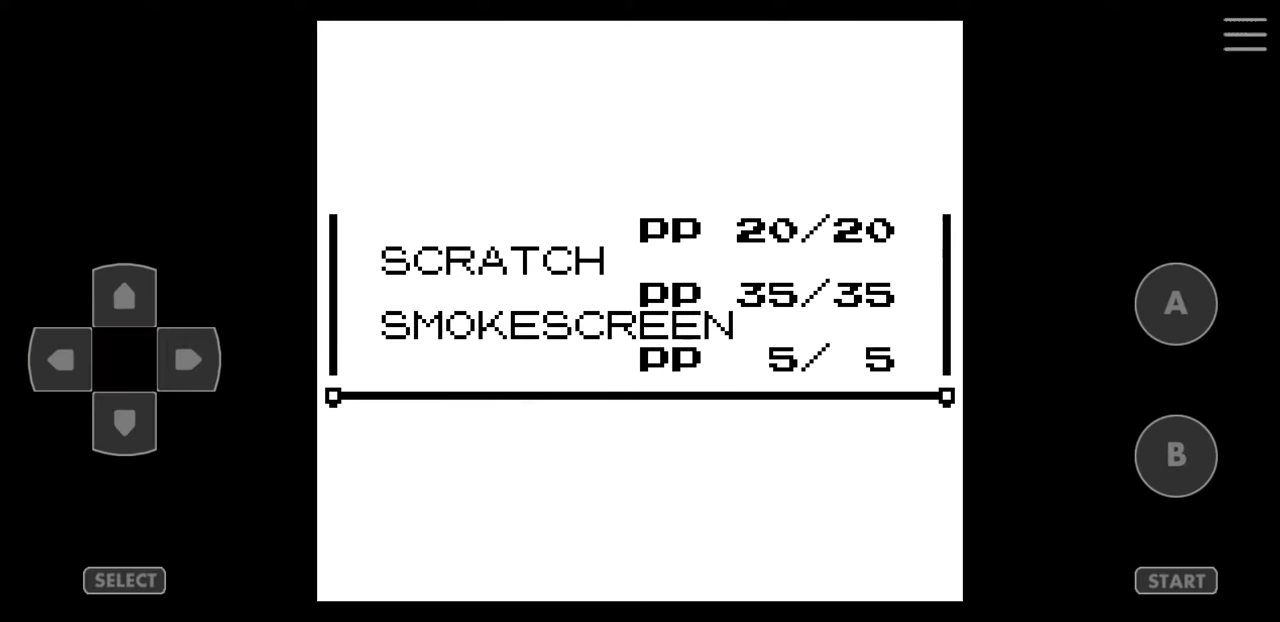 PP 20/20
SCRATCH
PP 35/35
SMOKESCREEN
PP 5/ 5
A
B
SELECT
START